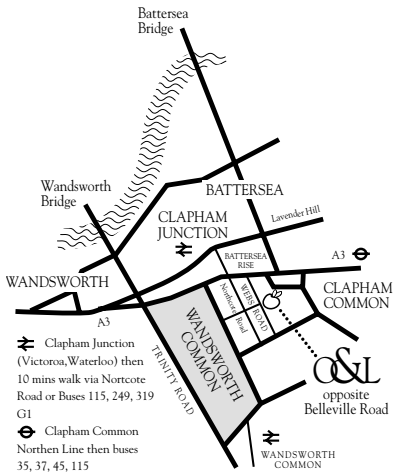 Battersea
Bridge
Wandsworth
Bridge
BATTERSEA
CLAPHAM
JUNCTION
Lavender Hill
BATTERSEA
RISE
A3
WANDSWORTH
CLAPHAM
COMMON
Northcote
Road
WEBB'S ROAD
A3
WANDSWORTH
COMMON
TRINITY ROAD
O&L
opposite
Belleville Road
Clapham Junction
(Victoroa,Waterloo) then
10 mins walk via Nortcote
Road or Buses 115, 249, 319
G1
Clapham Common
Northen Line then buses
35, 37, 45, 115
WANDSWORTH
COMMON